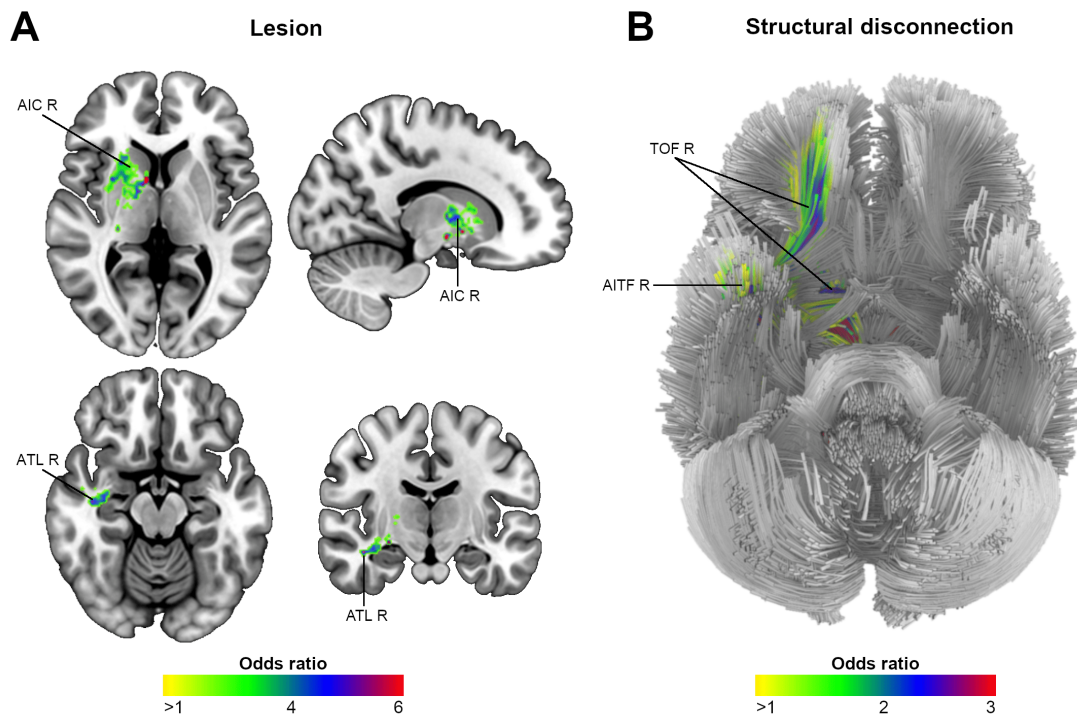 A
Lesion
AIC R
AIC R
ATL R
ATL R
Odds ratio
>1 4 6
B
Structural disconnection
TOF R
AITF R
Odds ratio
>1 2 3